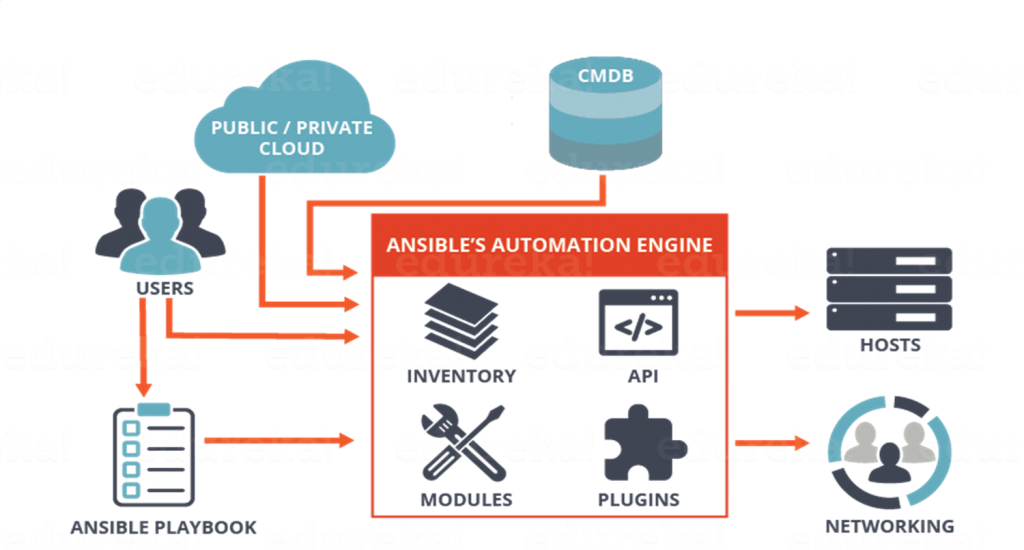 CMDB
PUBLIC / PRIVATE
CLOUD
ANSIBLE'S AUTOMATION ENGINE
USERS
HOSTS
INVENTORY
API
MODULES
PLUGINS
ANSIBLE PLAYBOOK
NETWORKING
edureka!